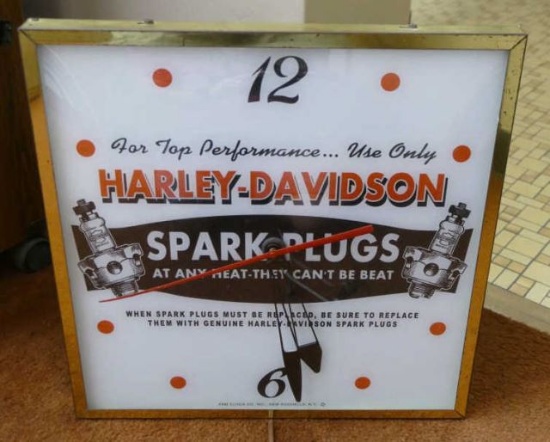 12
For Top Performance... Use Only
HARLEY-DAVIDSON
SPARK PLUGS
AT ANY HEAT-THEY CAN'T BE BEAT
WHEN SPARK PLUGS MUST BE REPLACED, BE SURE TO REPLACE
THEM WITH GENUINE HARLEY-DAVIDSON SPARK PLUGS
6